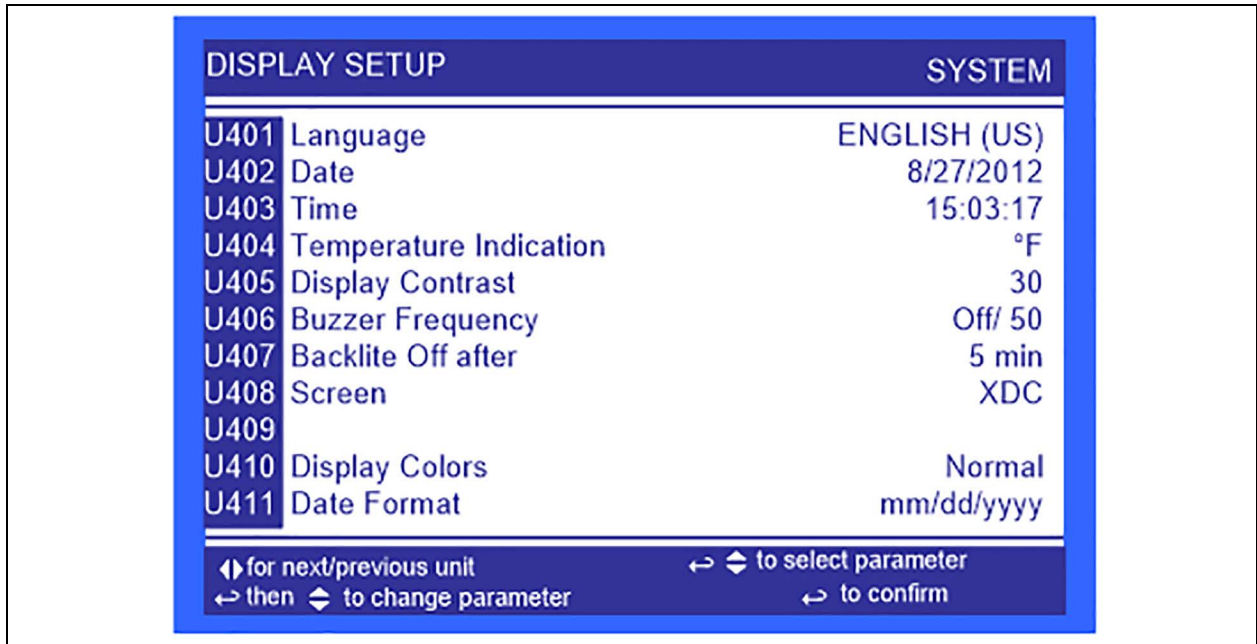 DISPLAY SETUP SYSTEM
U401 Language ENGLISH (US)
U402 Date 8/27/2012
U403 Time 15:03:17
U404 Temperature Indication °F
U405 Display Contrast 30
U406 Buzzer Frequency Off/ 50
U407 Backlite Off after 5 min
U408 Screen XDC
U409
U410 Display Colors Normal
U411 Date Format mm/dd/yyyy
for next/previous unit to select parameter
then to change parameter to confirm